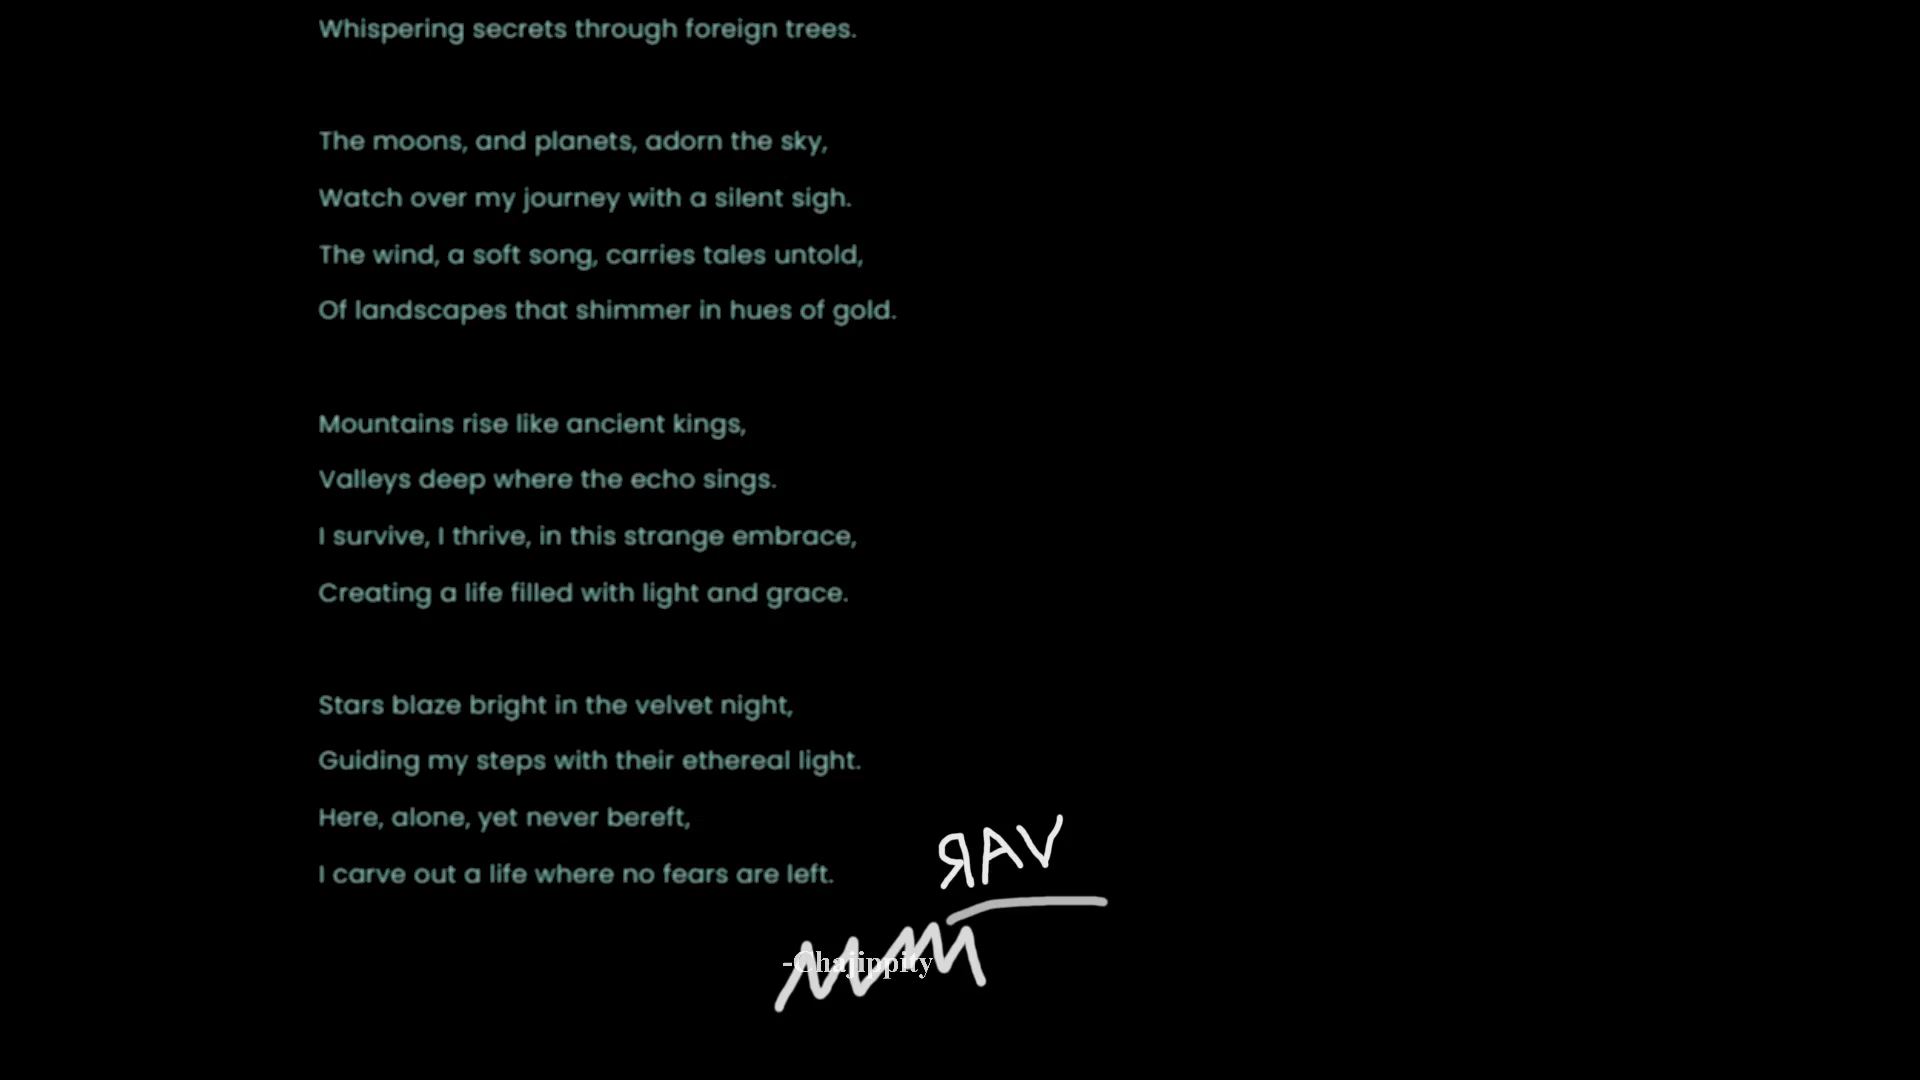 Whispering secrets through foreign trees.
The moons, and planets, adorn the sky,
Watch over my journey with a silent sigh.
The wind, a soft song, carries tales untold,
Of landscapes that shimmer in hues of gold.
Mountains rise like ancient kings,
Valleys deep where the echo sings.
I survive, I thrive, in this strange embrace,
Creating a life filled with light and grace.
Stars blaze bright in the velvet night,
Guiding my steps with their ethereal light.
Here, alone, yet never bereft,
I carve out a life where no fears are left.
ЯAV
-Chajippity